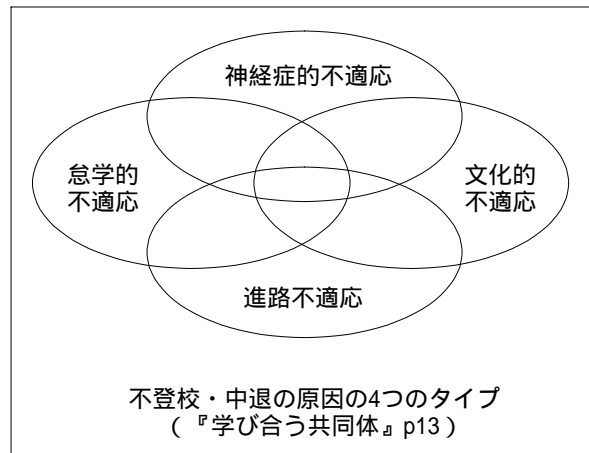 神経症的不適応
怠学的
不適応
文化的
不適応
進路不適応
不登校・中退の原因の4つのタイプ
（『学び合う共同体』p13）